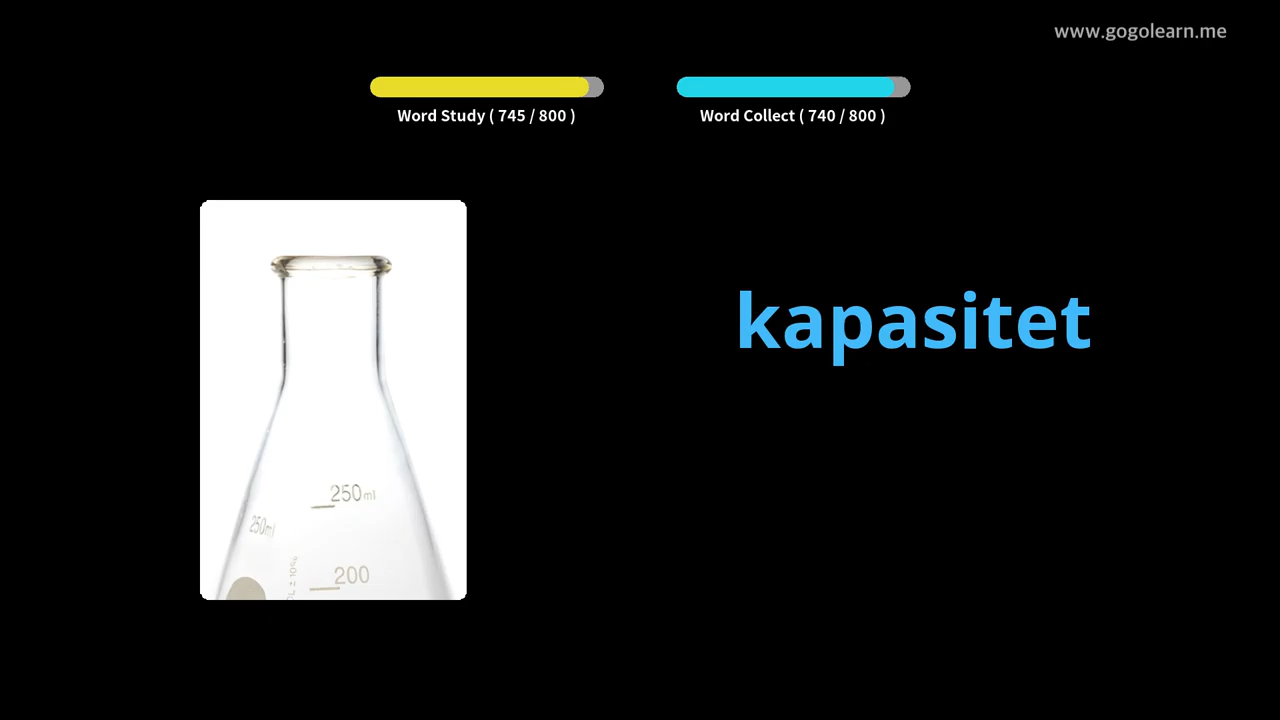 www.gogolearn.me
Word Study ( 745 / 800 )
Word Collect ( 740 / 800 )
kapasitet
250ml
250ml
200